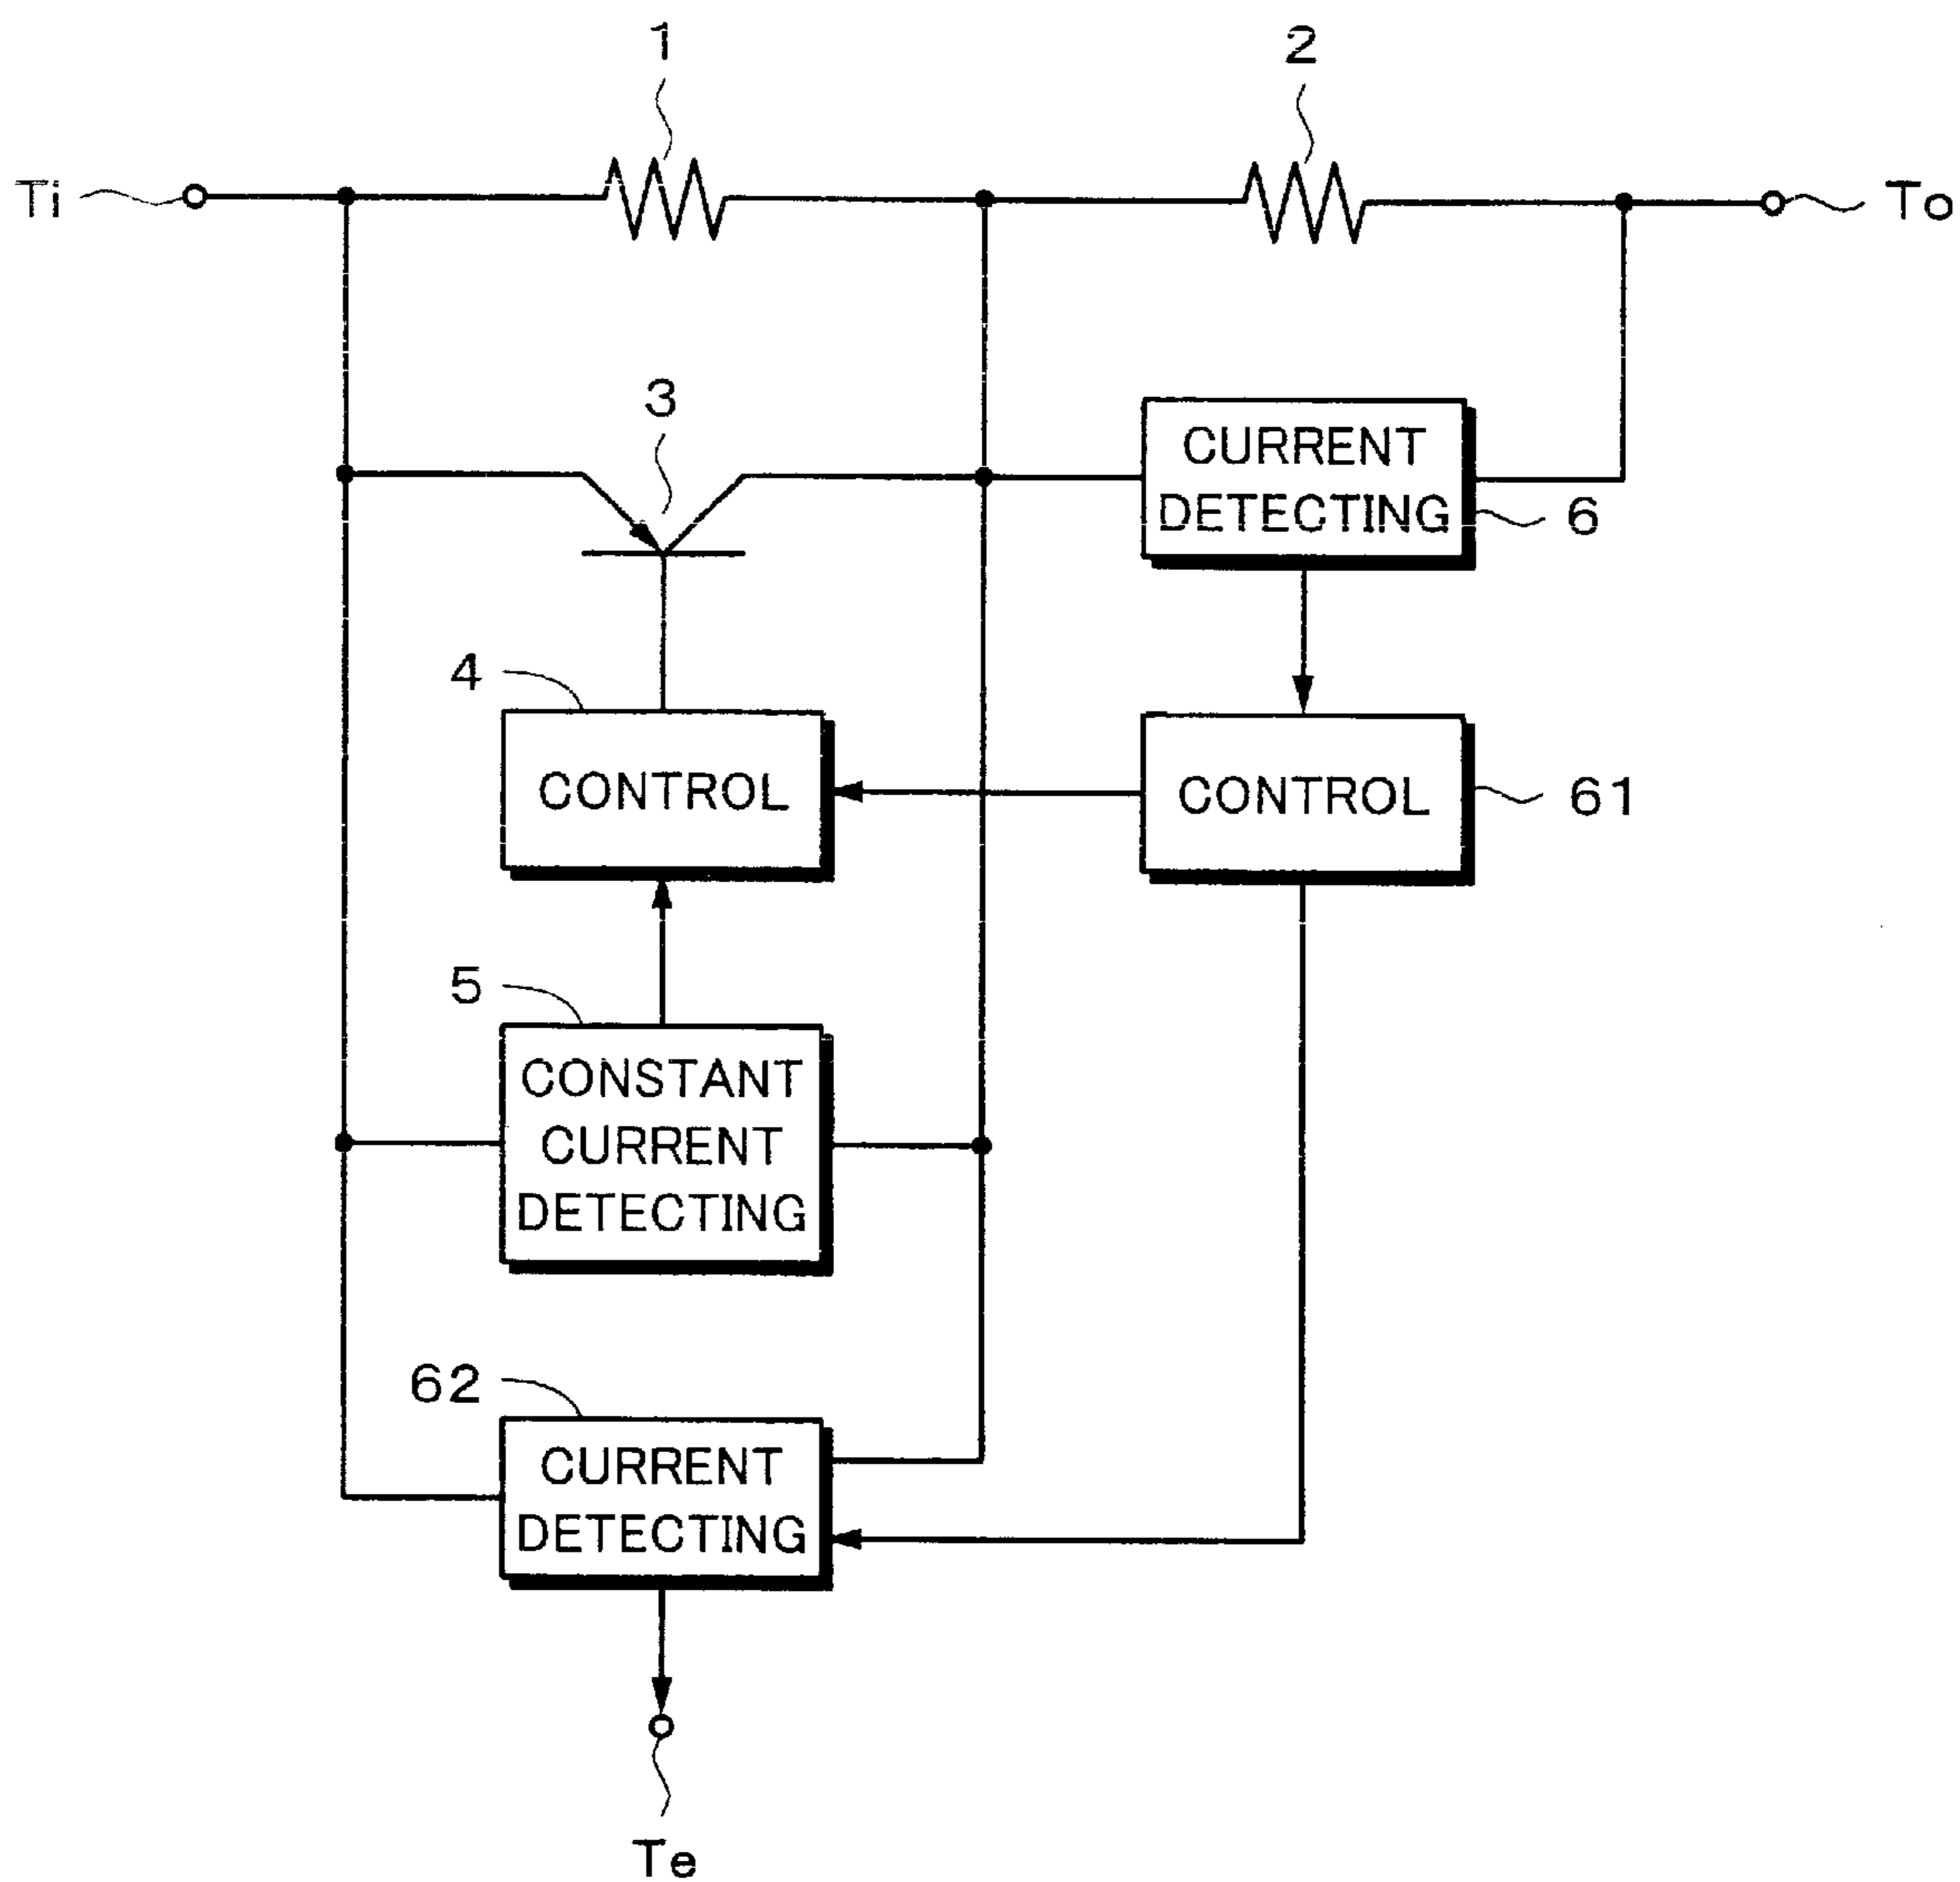 1
2
Ti
To
3
CURRENT
DETECTING
6
4
CONTROL
CONTROL
61
5
CONSTANT
CURRENT
DETECTING
62
CURRENT
DETECTING
Te